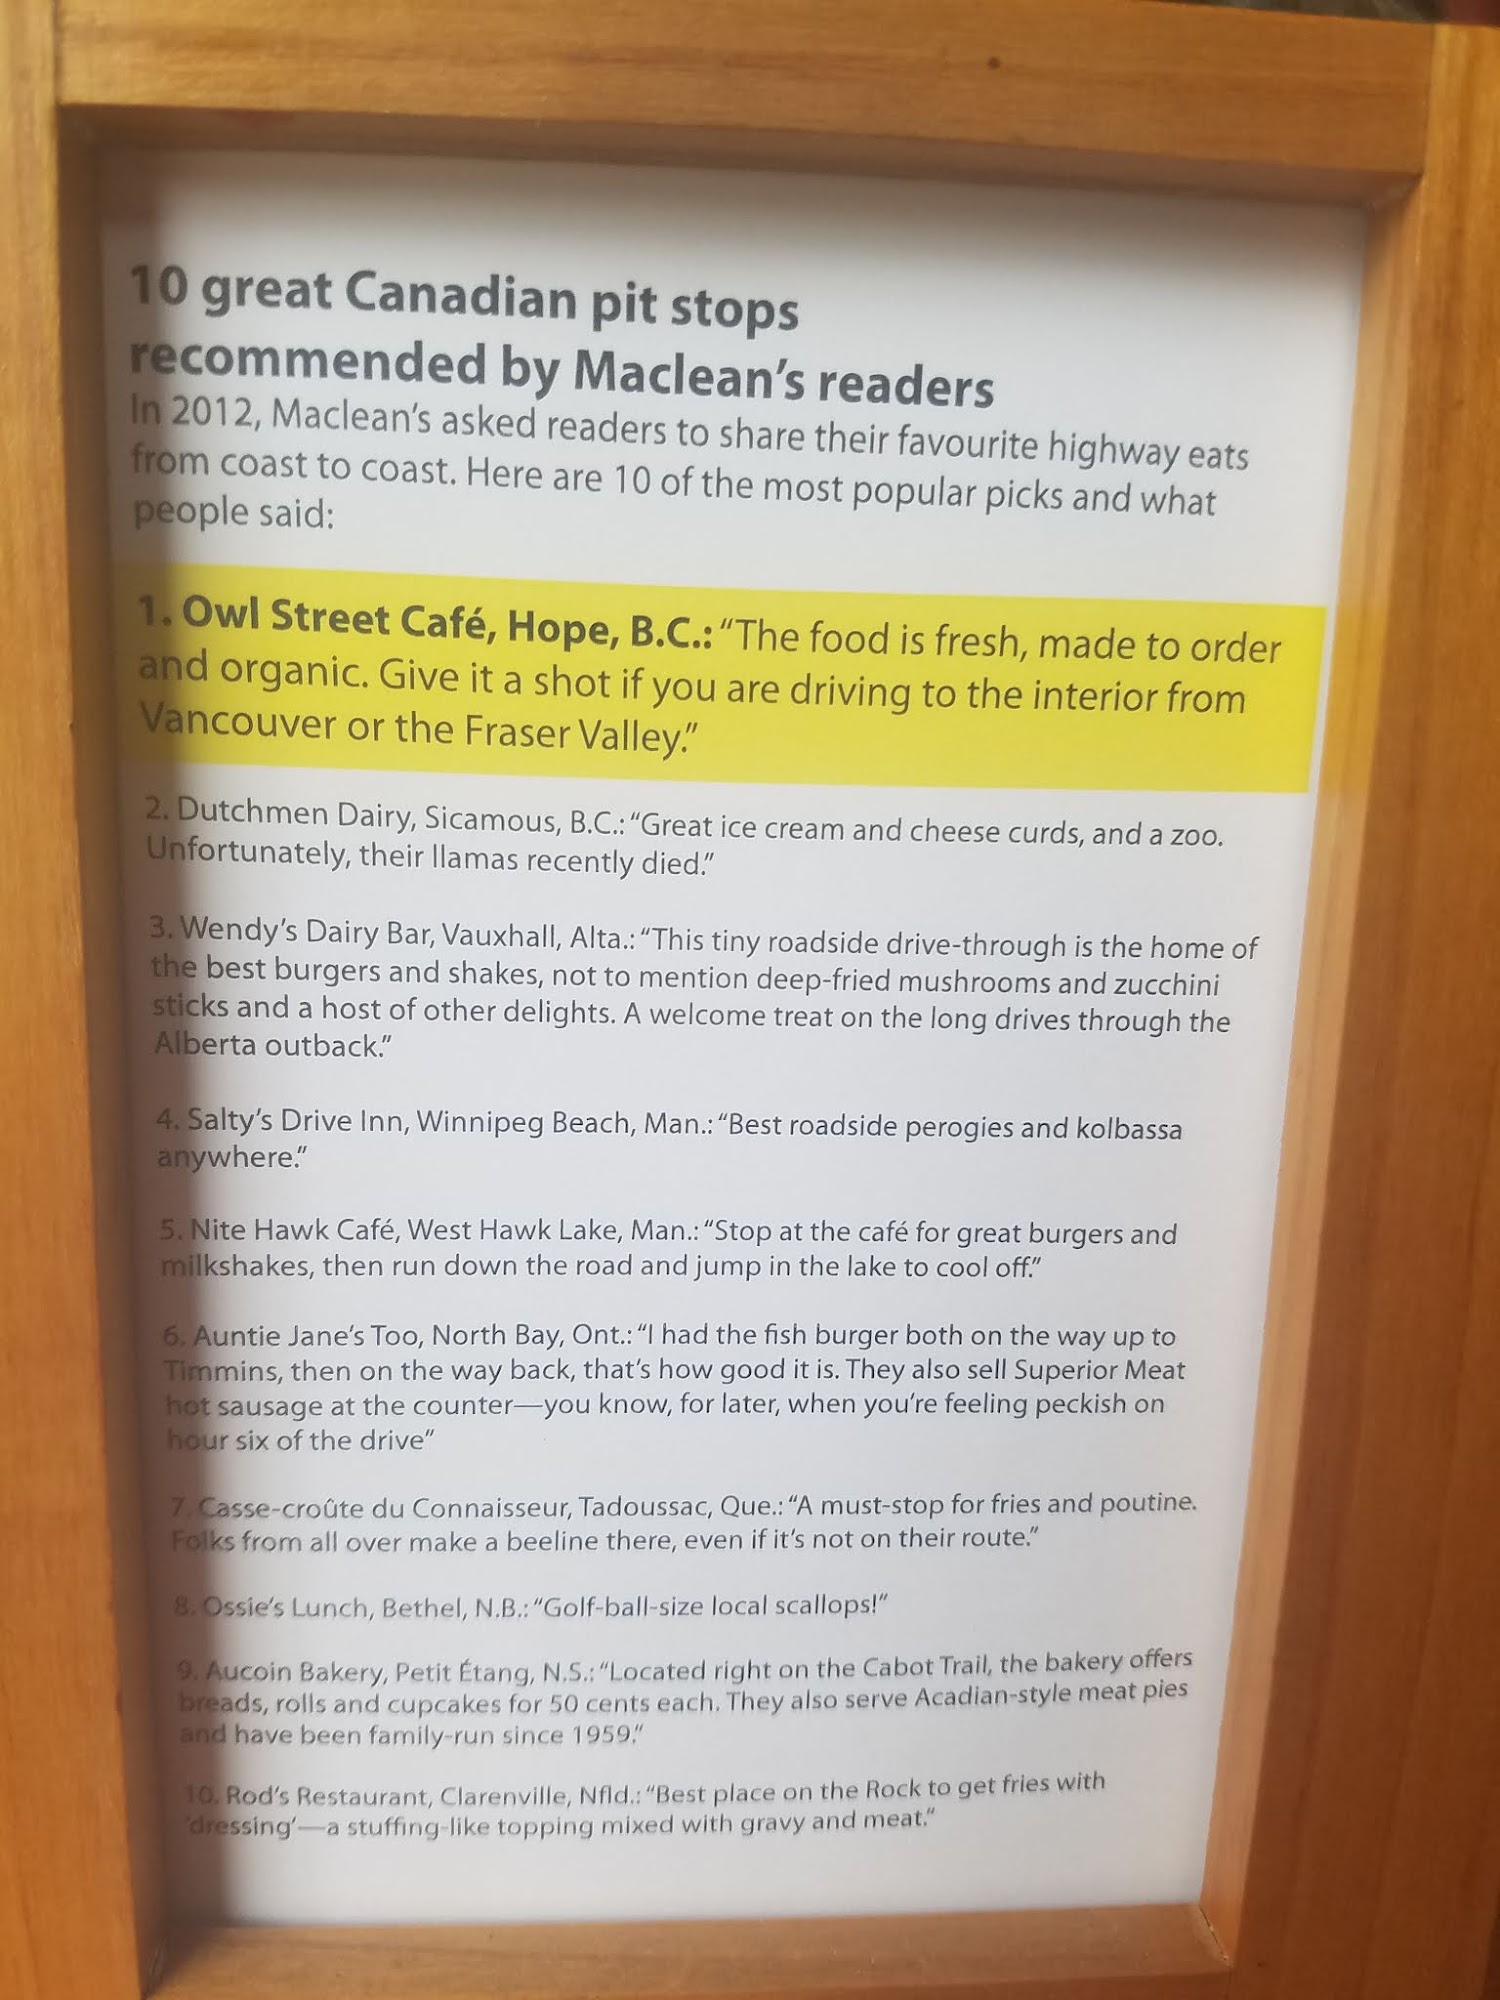 10 great Canadian pit stops
recommended by Maclean's readers
In 2012, Maclean's asked readers to share their favourite highway eats
from coast to coast. Here are 10 of the most popular picks and what
people said:
1. Owl Street Café, Hope, B.C.: “The food is fresh, made to order
and organic. Give it a shot if you are driving to the interior from
Vancouver or the Fraser Valley.”
2. Dutchmen Dairy, Sicamous, B.C.: “Great ice cream and cheese curds, and a zoo.
Unfortunately, their llamas recently died.”
3. Wendy’s Dairy Bar, Vauxhall, Alta.: “This tiny roadside drive-through is the home of
the best burgers and shakes, not to mention deep-fried mushrooms and zucchini
sticks and a host of other delights. A welcome treat on the long drives through the
Alberta outback.”
4. Salty’s Drive Inn, Winnipeg Beach, Man.: “Best roadside perogies and kolbassa
anywhere.”
5. Nite Hawk Café, West Hawk Lake, Man.: “Stop at the café for great burgers and
milkshakes, then run down the road and jump in the lake to cool off.”
6. Auntie Jane’s Too, North Bay, Ont.: “I had the fish burger both on the way up to
Timmins, then on the way back, that’s how good it is. They also sell Superior Meat
hot sausage at the counter—you know, for later, when you’re feeling peckish on
hour six of the drive”
7. Casse-croûte du Connaisseur, Tadoussac, Que.: “A must-stop for fries and poutine.
Folks from all over make a beeline there, even if it’s not on their route.”
8. Ossie’s Lunch, Bethel, N.B.: “Golf-ball-size local scallops!”
9. Aucoin Bakery, Petit Étang, N.S.: “Located right on the Cabot Trail, the bakery offers
breads, rolls and cupcakes for 50 cents each. They also serve Acadian-style meat pies
and have been family-run since 1959.”
10. Rod’s Restaurant, Clarenville, Nfld.: “Best place on the Rock to get fries with
‘dressing’—a stuffing-like topping mixed with gravy and meat.”